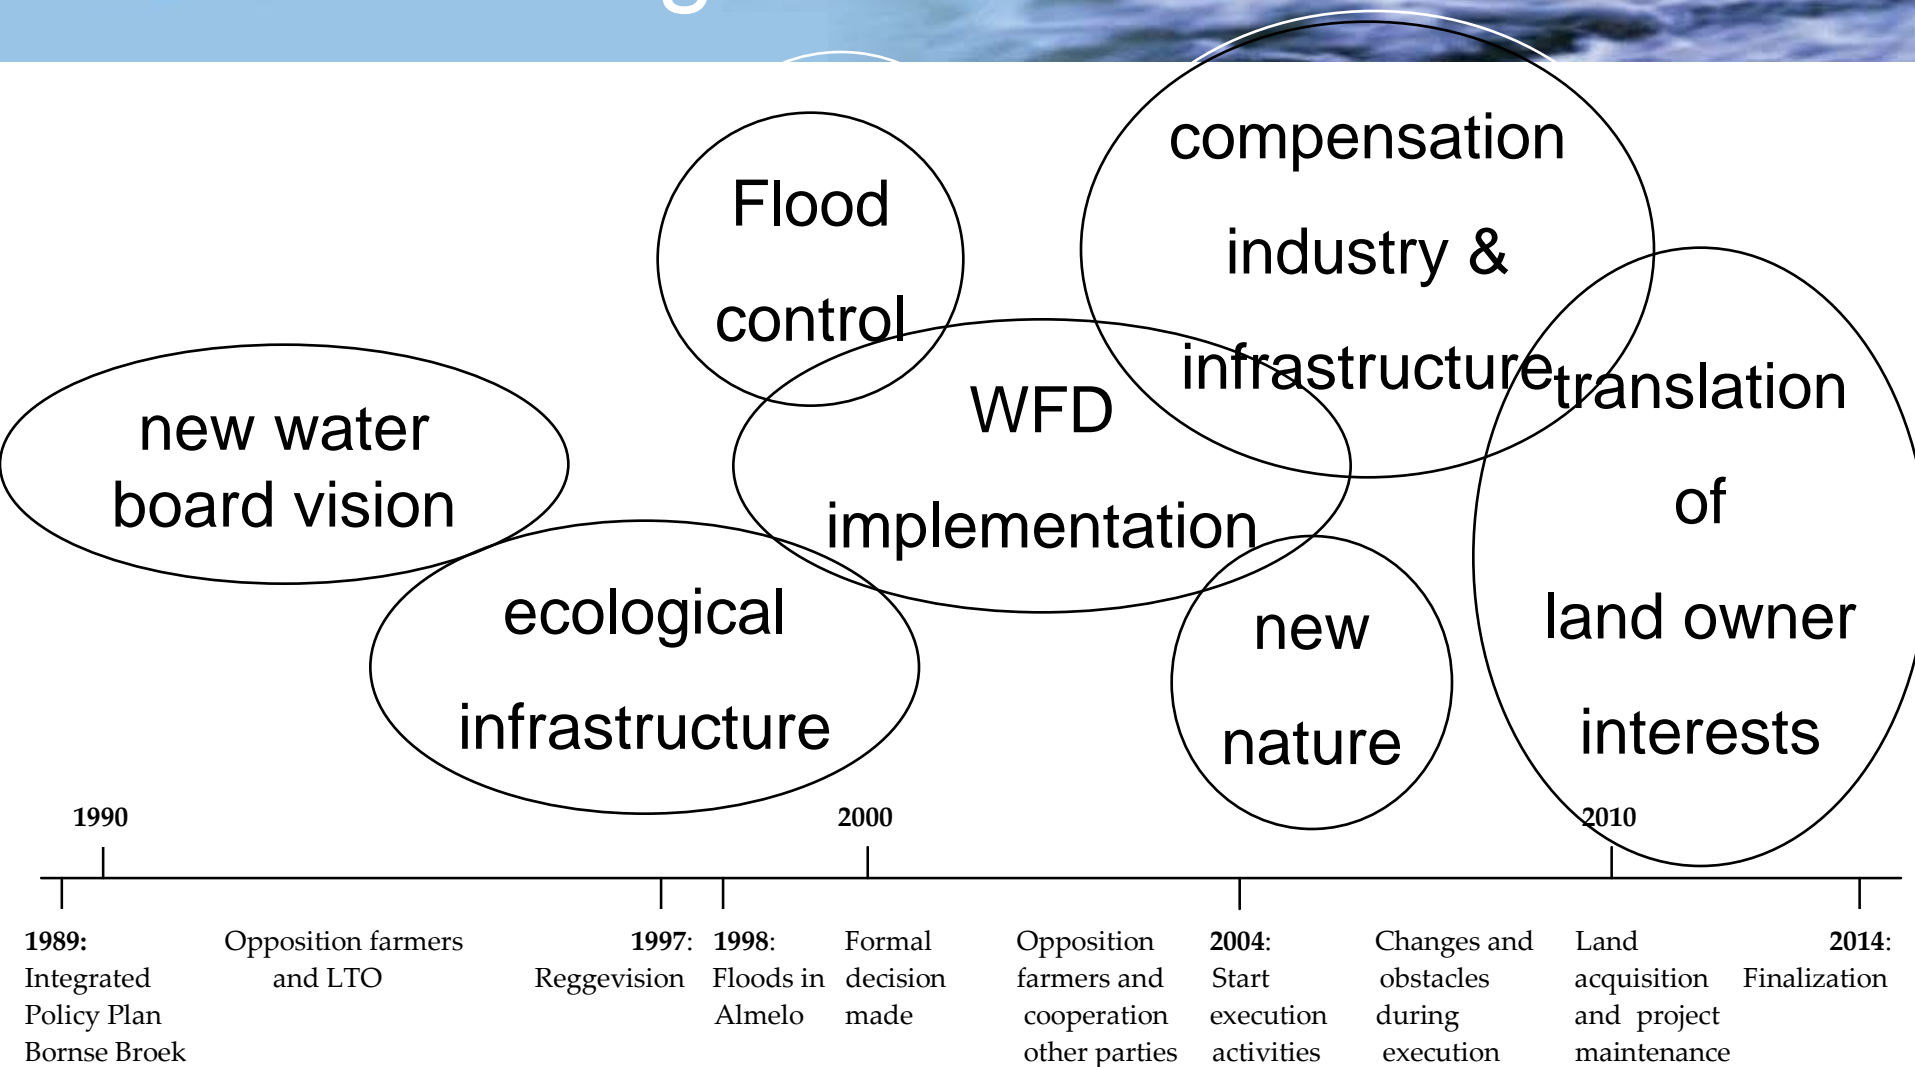 Flood
control
compensation
industry &
infrastructure
new water
board vision
WFD
implementation
translation
of
land owner
interests
ecological
infrastructure
new
nature
1990
2000
2010
1989:
Integrated
Policy Plan
Bornse Broek
Opposition farmers
and LTO
1997:
Reggevision
1998:
Floods in
Almelo
Formal
decision
made
Opposition
farmers and
cooperation
other parties
2004:
Start
execution
activities
Changes and
obstacles
during
execution
Land
acquisition
and project
maintenance
2014:
Finalization